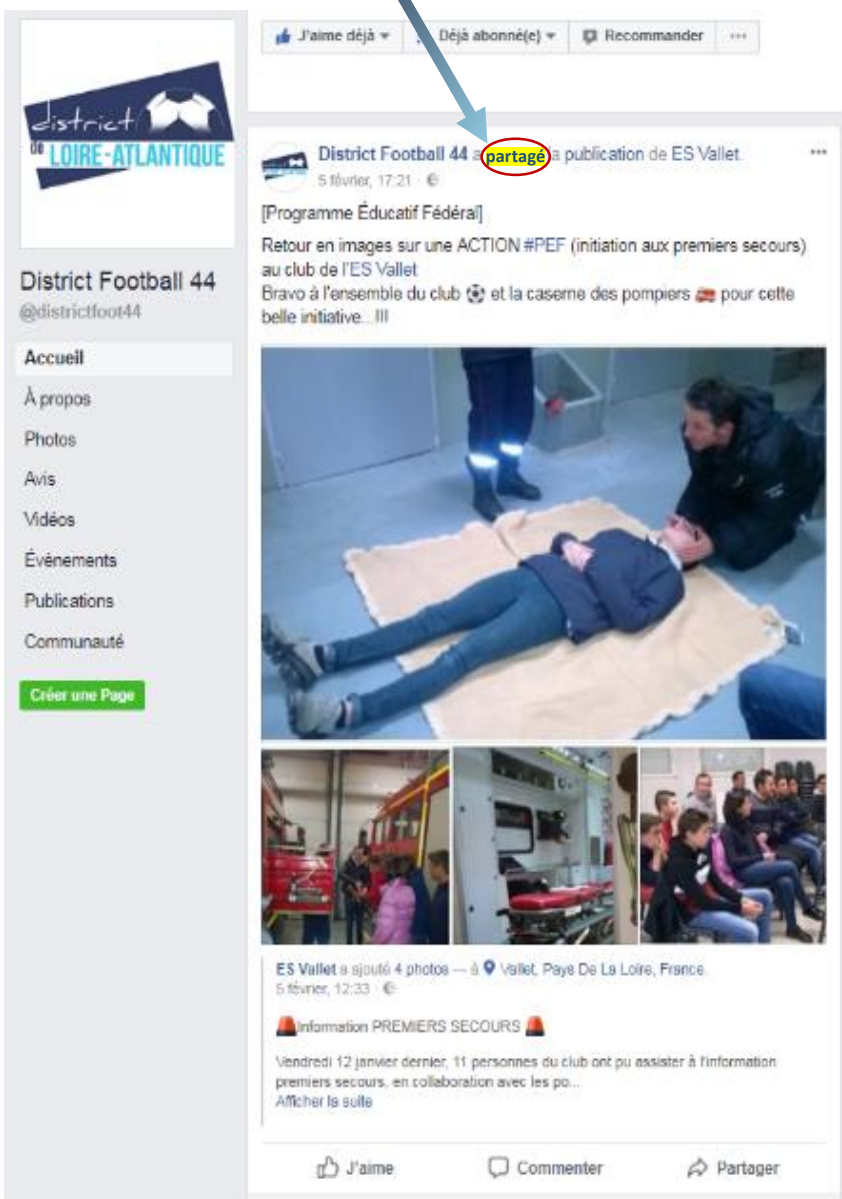 J'aime déjà
Déjà abonné(e)
Recommander
district
de LOIRE-ATLANTIQUE
District Football 44
@districtfoot44
Accueil
À propos
Photos
Avis
Vidéos
Évènements
Publications
Communauté
Créer une Page
District Football 44 a partagé la publication de ES Vallet.
5 février, 17:21 ·
[Programme Éducatif Fédéral]
Retour en images sur une ACTION #PEF (initiation aux premiers secours)
au club de l'ES Vallet
Bravo à l'ensemble du club ⚽ et la caserne des pompiers 🚒 pour cette
belle initiative...!!!
ES Vallet a ajouté 4 photos — à Vallet, Pays De La Loire, France.
5 février, 12:33 ·
🚨Information PREMIERS SECOURS 🚨
Vendredi 12 janvier dernier, 11 personnes du club ont pu assister à l'information
premiers secours, en collaboration avec les po...
Afficher la suite
J'aime
Commenter
Partager